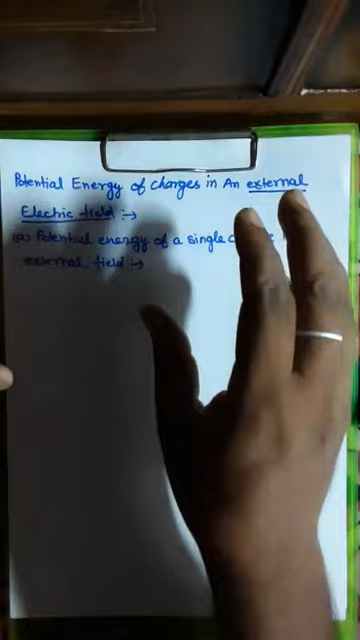 Potential Energy of charges in An external
Electric field :→
(a) Potential energy of a single
external field :→